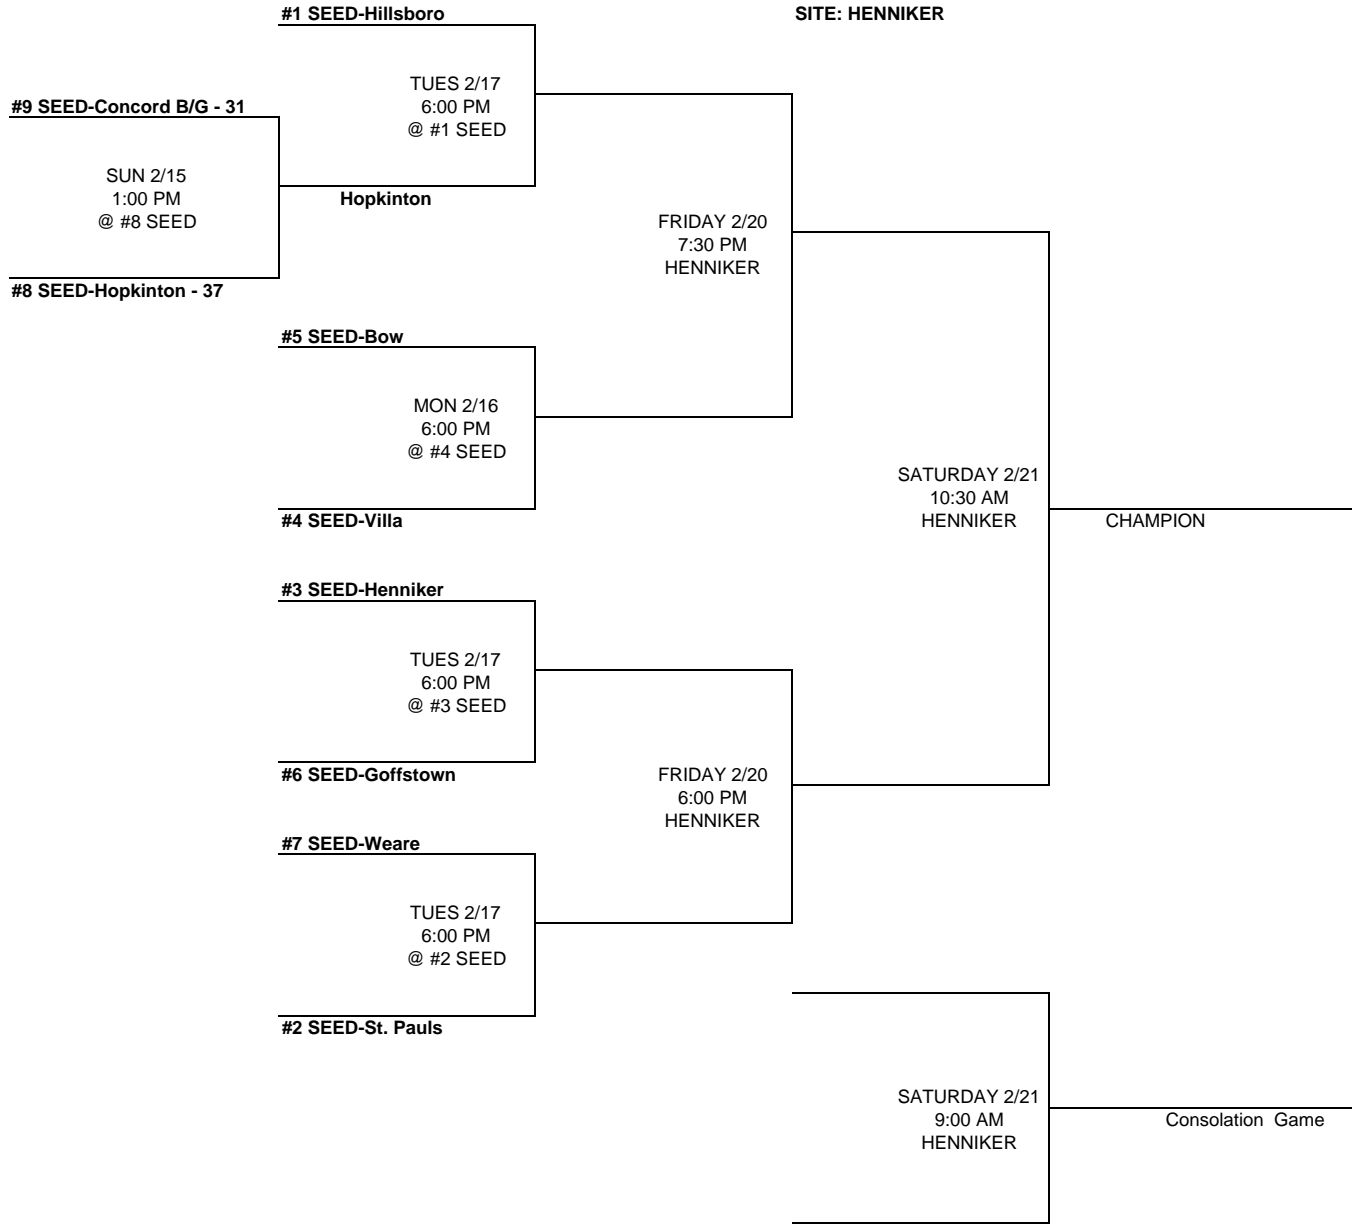 #1 SEED-Hillsboro
SITE: HENNIKER
TUES 2/17
6:00 PM
@ #1 SEED
#9 SEED-Concord B/G - 31
SUN 2/15
1:00 PM
@ #8 SEED
Hopkinton
#8 SEED-Hopkinton - 37
FRIDAY 2/20
7:30 PM
HENNIKER
#5 SEED-Bow
MON 2/16
6:00 PM
@ #4 SEED
#4 SEED-Villa
SATURDAY 2/21
10:30 AM
HENNIKER
CHAMPION
#3 SEED-Henniker
TUES 2/17
6:00 PM
@ #3 SEED
#6 SEED-Goffstown
FRIDAY 2/20
6:00 PM
HENNIKER
#7 SEED-Weare
TUES 2/17
6:00 PM
@ #2 SEED
#2 SEED-St. Pauls
SATURDAY 2/21
9:00 AM
HENNIKER
Consolation  Game